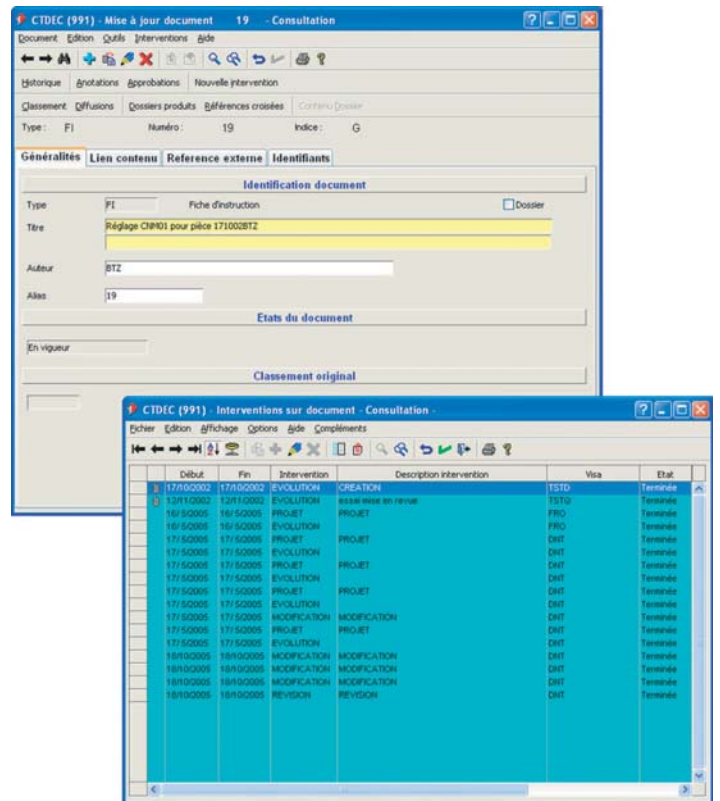 CTDEC (991) - Mise à jour document 19 - Consultation
Document Edition Outils Interventions Aide
Historique Anotations Approbations Nouvelle intervention
Classement Diffusions Dossiers produits Références croisées Contenu Dossier
Type : FI Numéro : 19 Indice : G
Généralités Lien contenu Reference externe Identifiants
Identification document
Type FI Fiche d'instruction Dossier
Titre Réglage CNM01 pour pièce 171002BTZ
Auteur BTZ
Alias 19
Etats du document
En vigueur
Classement original
CTDEC (991) - Interventions sur document - Consultation -
Fichier Edition Affichage Options Aide Compléments
Début Fin Intervention Description intervention Visa Etat
17/10/2002 17/10/2002 EVOLUTION CREATION TSTD Terminée
12/11/2002 12/11/2002 EVOLUTION essai mise en revue TSTQ Terminée
16/ 5/2005 16/ 5/2005 PROJET PROJET FRO Terminée
16/ 5/2005 16/ 5/2005 EVOLUTION FRO Terminée
17/ 5/2005 17/ 5/2005 PROJET PROJET DNT Terminée
17/ 5/2005 17/ 5/2005 EVOLUTION DNT Terminée
17/ 5/2005 17/ 5/2005 PROJET PROJET DNT Terminée
17/ 5/2005 17/ 5/2005 EVOLUTION DNT Terminée
17/ 5/2005 17/ 5/2005 PROJET PROJET DNT Terminée
17/ 5/2005 17/ 5/2005 EVOLUTION DNT Terminée
17/ 5/2005 17/ 5/2005 MODIFICATION MODIFICATION DNT Terminée
17/ 5/2005 17/ 5/2005 PROJET PROJET DNT Terminée
17/ 5/2005 17/ 5/2005 EVOLUTION DNT Terminée
18/10/2005 18/10/2005 MODIFICATION MODIFICATION DNT Terminée
18/10/2005 18/10/2005 MODIFICATION MODIFICATION DNT Terminée
18/10/2005 18/10/2005 MODIFICATION MODIFICATION DNT Terminée
18/10/2005 18/10/2005 REVISION REVISION DNT Terminée